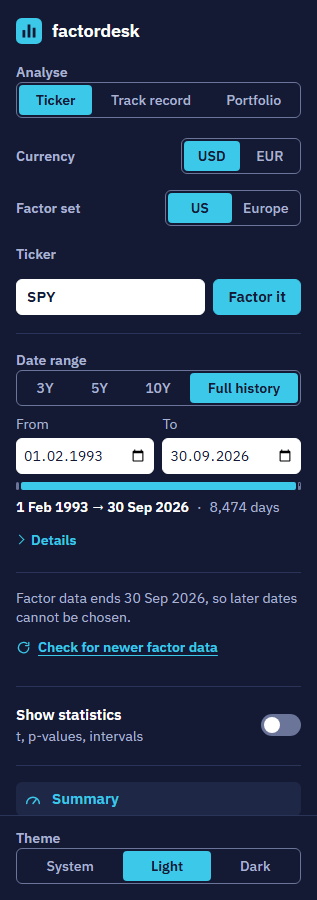 factordesk
Analyse
Ticker Track record Portfolio
Currency USD EUR
Factor set US Europe
Ticker
SPY Factor it
Date range
3Y 5Y 10Y Full history
From To
01.02.1993 30.09.2026
1 Feb 1993 → 30 Sep 2026 · 8,474 days
Details
Factor data ends 30 Sep 2026, so later dates
cannot be chosen.
Check for newer factor data
Show statistics
t, p-values, intervals
Summary
Theme
System Light Dark